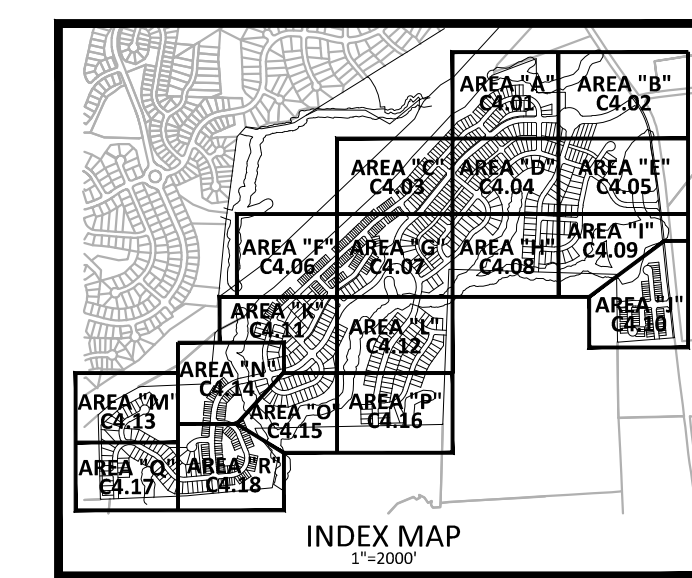 AREA "A"
C4.01
AREA "B"
C4.02
AREA "C"
C4.03
AREA "D"
C4.04
AREA "E"
C4.05
AREA "F"
C4.06
AREA "G"
C4.07
AREA "H"
C4.08
AREA "I"
C4.09
AREA "J"
C4.10
AREA "K"
C4.11
AREA "L"
C4.12
AREA "M"
C4.13
AREA "N"
C4.14
AREA "O"
C4.15
AREA "P"
C4.16
AREA "Q"
C4.17
AREA "R"
C4.18
INDEX MAP
1"=2000'